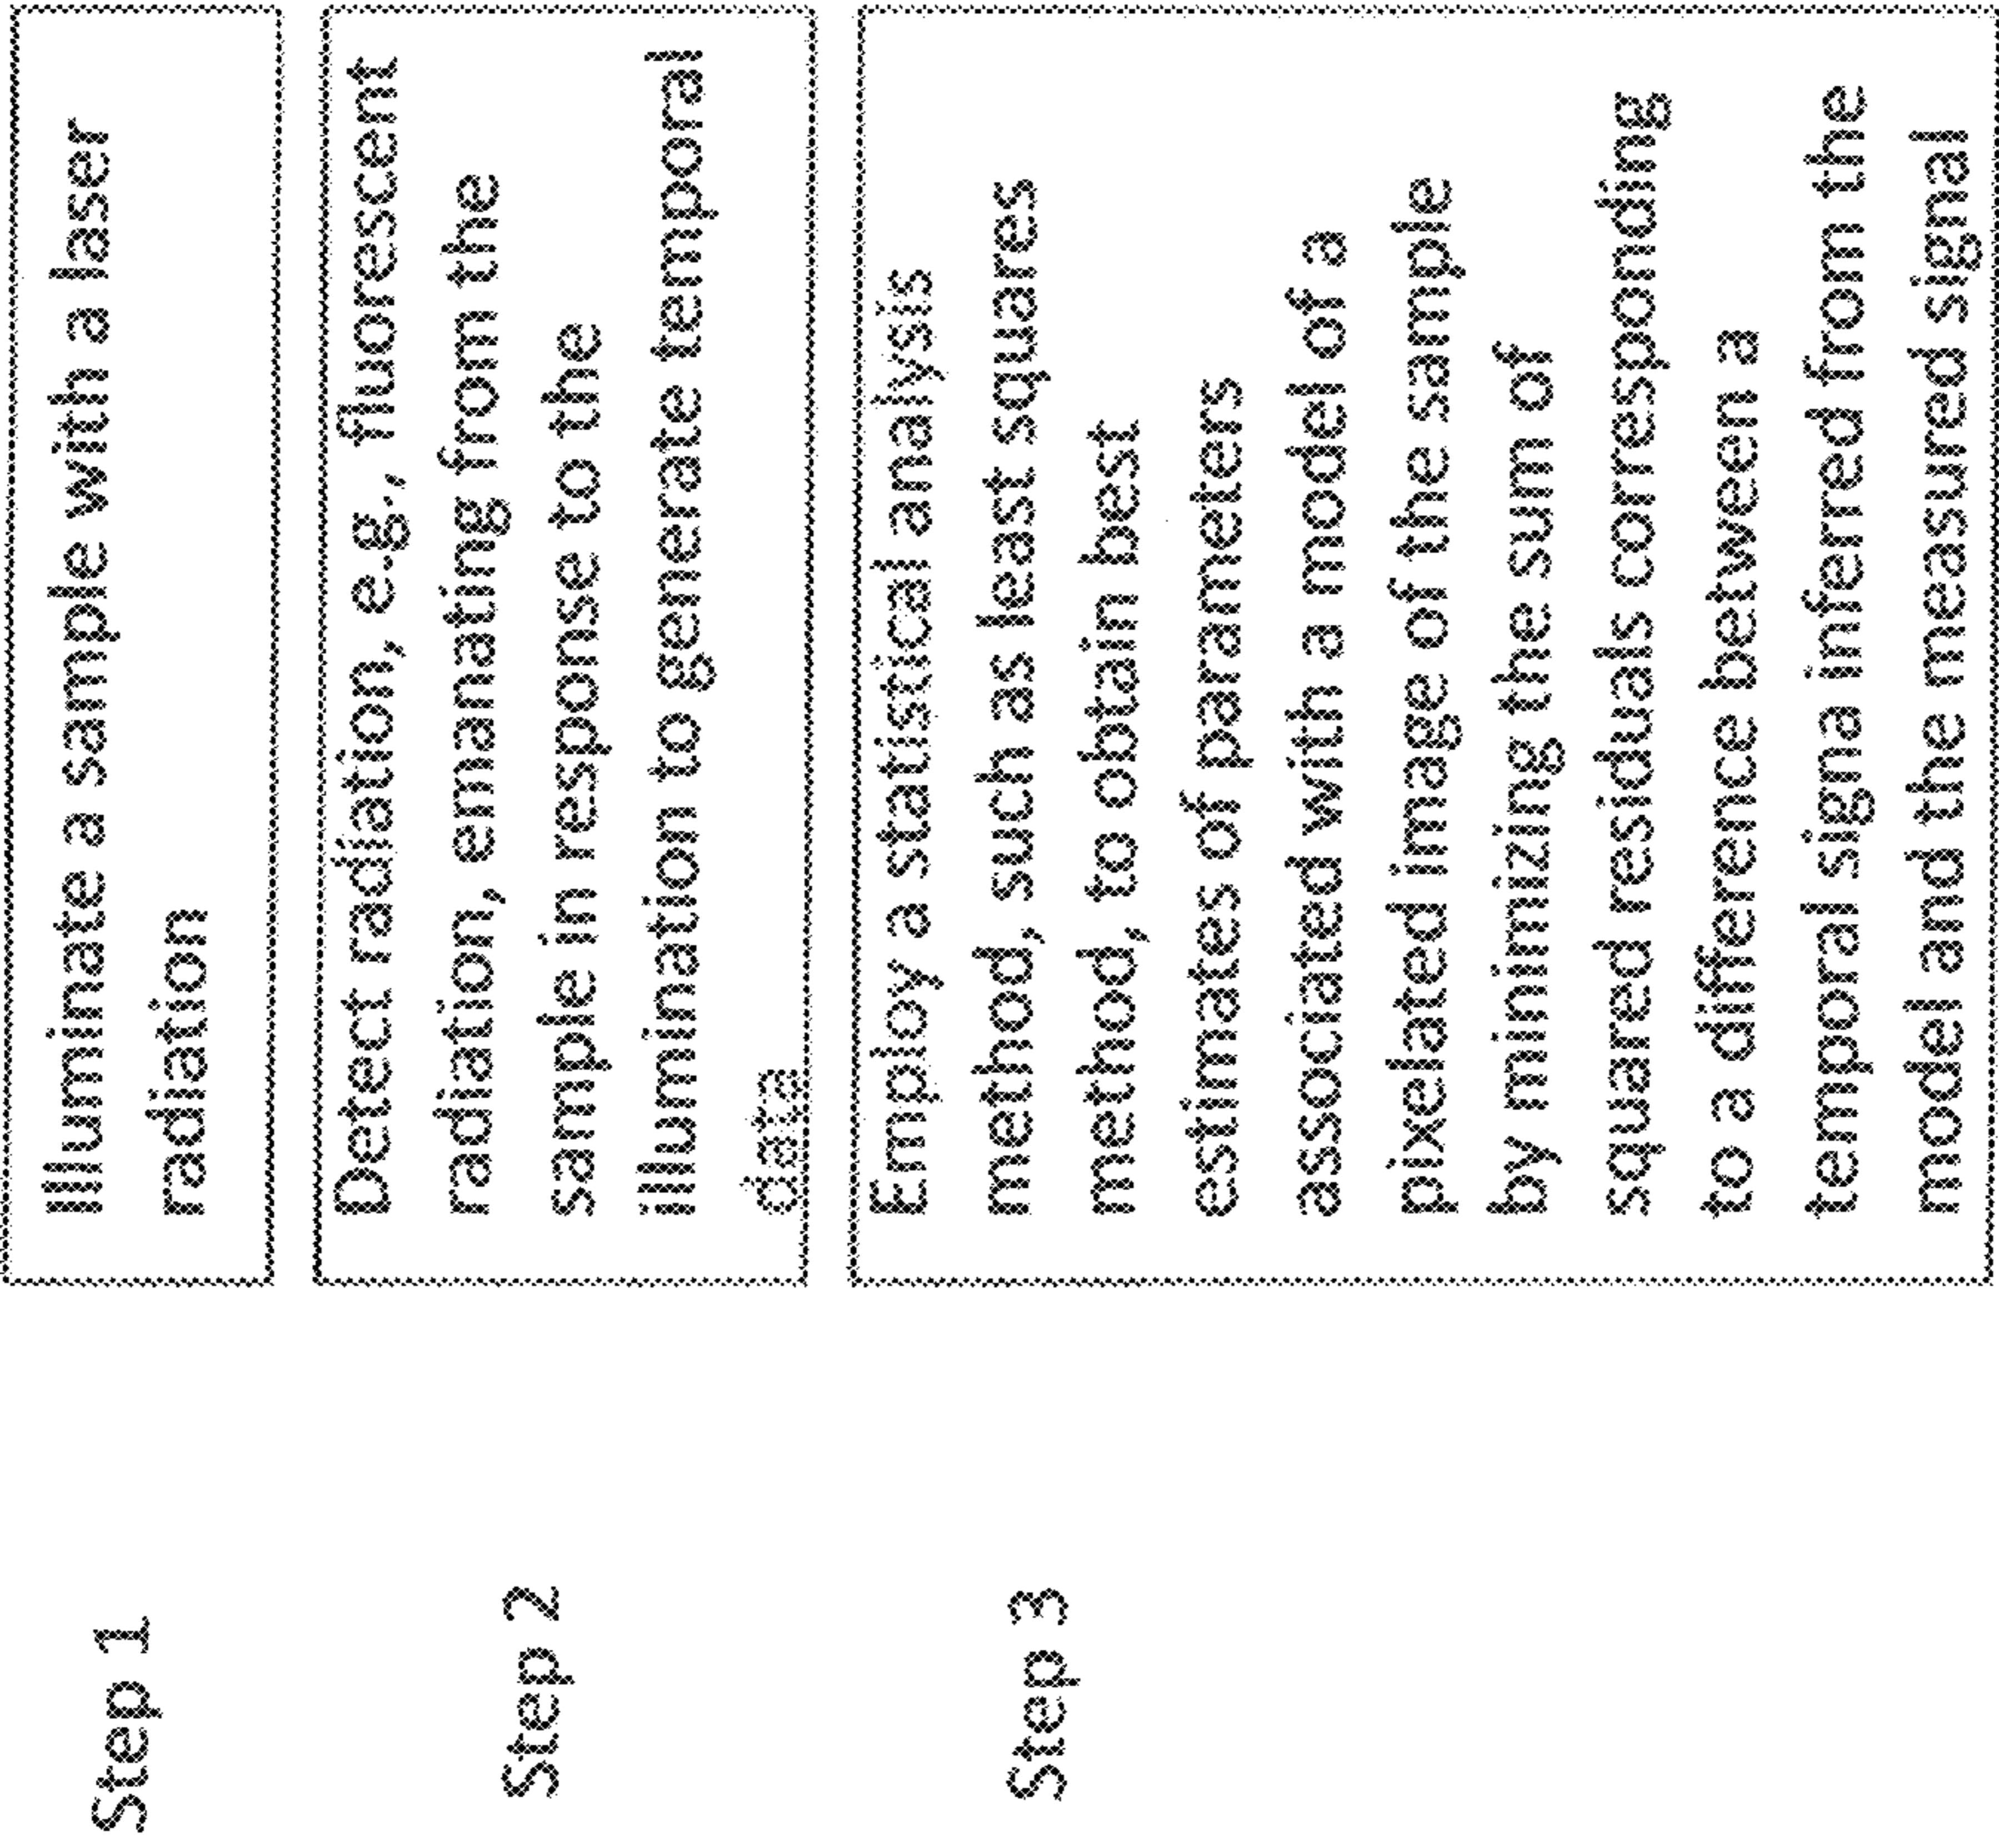 Step 1
Illuminate a sample with a laser
radiation
Step 2
Detect radiation, e.g., fluorescent
radiation, emanating from the
sample in response to the
illumination to generate temporal
data
Step 3
Employ a statistical analysis
method, such as least squares
method, to obtain best
estimates of parameters
associated with a model of a
pixelated image of the sample
by minimizing the sum of
squared residuals corresponding
to a difference between a
temporal signa inferred from the
model and the measured signal